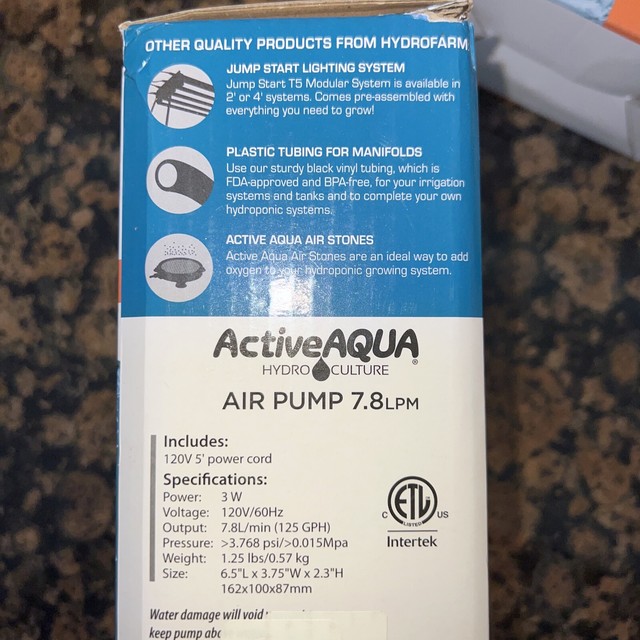 OTHER QUALITY PRODUCTS FROM HYDROFARM
JUMP START LIGHTING SYSTEM
Jump Start T5 Modular System is available in
2' or 4' systems. Comes pre-assembled with
everything you need to grow!
PLASTIC TUBING FOR MANIFOLDS
Use our sturdy black vinyl tubing, which is
FDA-approved and BPA-free, for your irrigation
systems and tanks and to complete your own
hydroponic systems.
ACTIVE AQUA AIR STONES
Active Aqua Air Stones are an ideal way to add
oxygen to your hydroponic growing system.
ActiveAQUA®
HYDROCULTURE
AIR PUMP 7.8LPM
Includes:
120V 5' power cord
Specifications:
Power: 3 W
Voltage: 120V/60Hz
Output: 7.8L/min (125 GPH)
Pressure: >3.768 psi/>0.015Mpa
Weight: 1.25 lbs/0.57 kg
Size: 6.5"L x 3.75"W x 2.3"H
162x100x87mm
ETL
LISTED
C US
Intertek
Water damage will void
keep pump